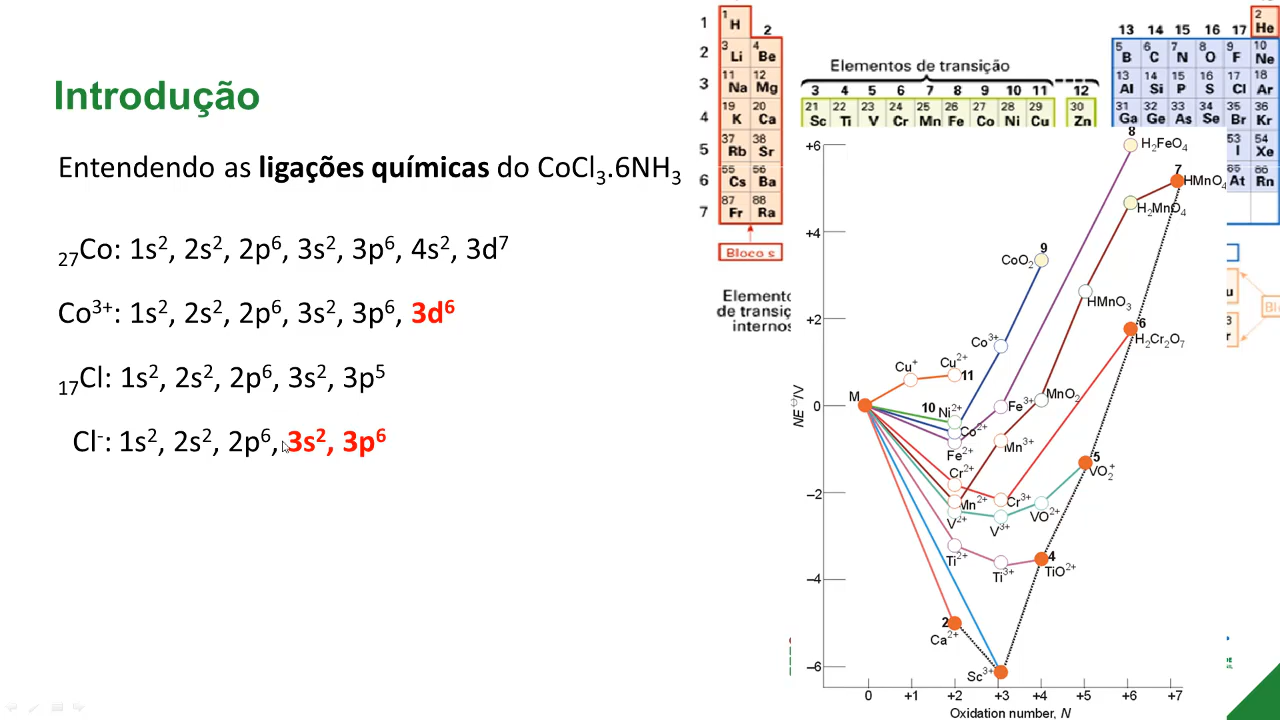 Introdução
Entendendo as ligações químicas do CoCl₃.6NH₃
₂₇Co: 1s², 2s², 2p⁶, 3s², 3p⁶, 4s², 3d⁷
Co³⁺: 1s², 2s², 2p⁶, 3s², 3p⁶, 3d⁶
₁₇Cl: 1s², 2s², 2p⁶, 3s², 3p⁵
Cl⁻: 1s², 2s², 2p⁶, 3s², 3p⁶
1 1 H 2 2 He
2 3 Li 4 Be 13 14 15 16 17
5 B 6 C 7 N 8 O 9 F 10 Ne
3 11 Na 12 Mg 13 Al 14 Si 15 P 16 S 17 Cl 18 Ar
Elementos de transição
3 4 5 6 7 8 9 10 11 12
4 19 K 20 Ca 21 Sc 22 Ti 23 V 24 Cr 25 Mn 26 Fe 27 Co 28 Ni 29 Cu 30 Zn 31 Ga 32 Ge 33 As 34 Se 35 Br 36 Kr
5 37 Rb 38 Sr 53 I 54 Xe
6 55 Cs 56 Ba 85 At 86 Rn
7 87 Fr 88 Ra
Bloco s
Element
de transiç
internos
NE⊖/V
+6
+4
+2
0
−2
−4
−6
0 +1 +2 +3 +4 +5 +6 +7
Oxidation number, N
8 H₂FeO₄
7 HMnO₄
H₂MnO₄
9
CoO₂
HMnO₃
6
H₂Cr₂O₇
Co³⁺
Cu⁺ Cu²⁺ 11
M
MnO₂
10 Ni²⁺
Fe³⁺
Co²⁺
Fe²⁺
Mn³⁺
Cr²⁺
5
VO₂⁺
Mn²⁺
Cr³⁺
V²⁺
V³⁺
VO²⁺
Ti²⁺
Ti³⁺
4
TiO²⁺
2
Ca²⁺
Sc³⁺